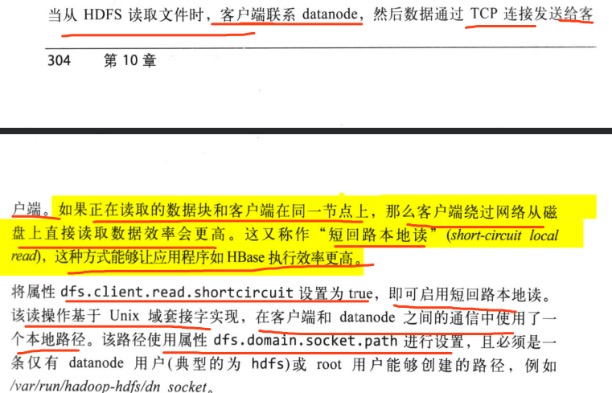 当从 HDFS 读取文件时，客户端联系 datanode，然后数据通过 TCP 连接发送给客
304 第 10 章
户端。如果正在读取的数据块和客户端在同一节点上，那么客户端绕过网络从磁
盘上直接读取数据效率会更高。这又称作“短回路本地读”(short-circuit local
read)，这种方式能够让应用程序如 HBase 执行效率更高。
将属性 dfs.client.read.shortcircuit 设置为 true，即可启用短回路本地读。
该读操作基于 Unix 域套接字实现，在客户端和 datanode 之间的通信中使用了一
个本地路径。该路径使用属性 dfs.domain.socket.path 进行设置，且必须是一
条仅有 datanode 用户(典型的为 hdfs)或 root 用户能够创建的路径，例如
/var/run/hadoop-hdfs/dn_socket。